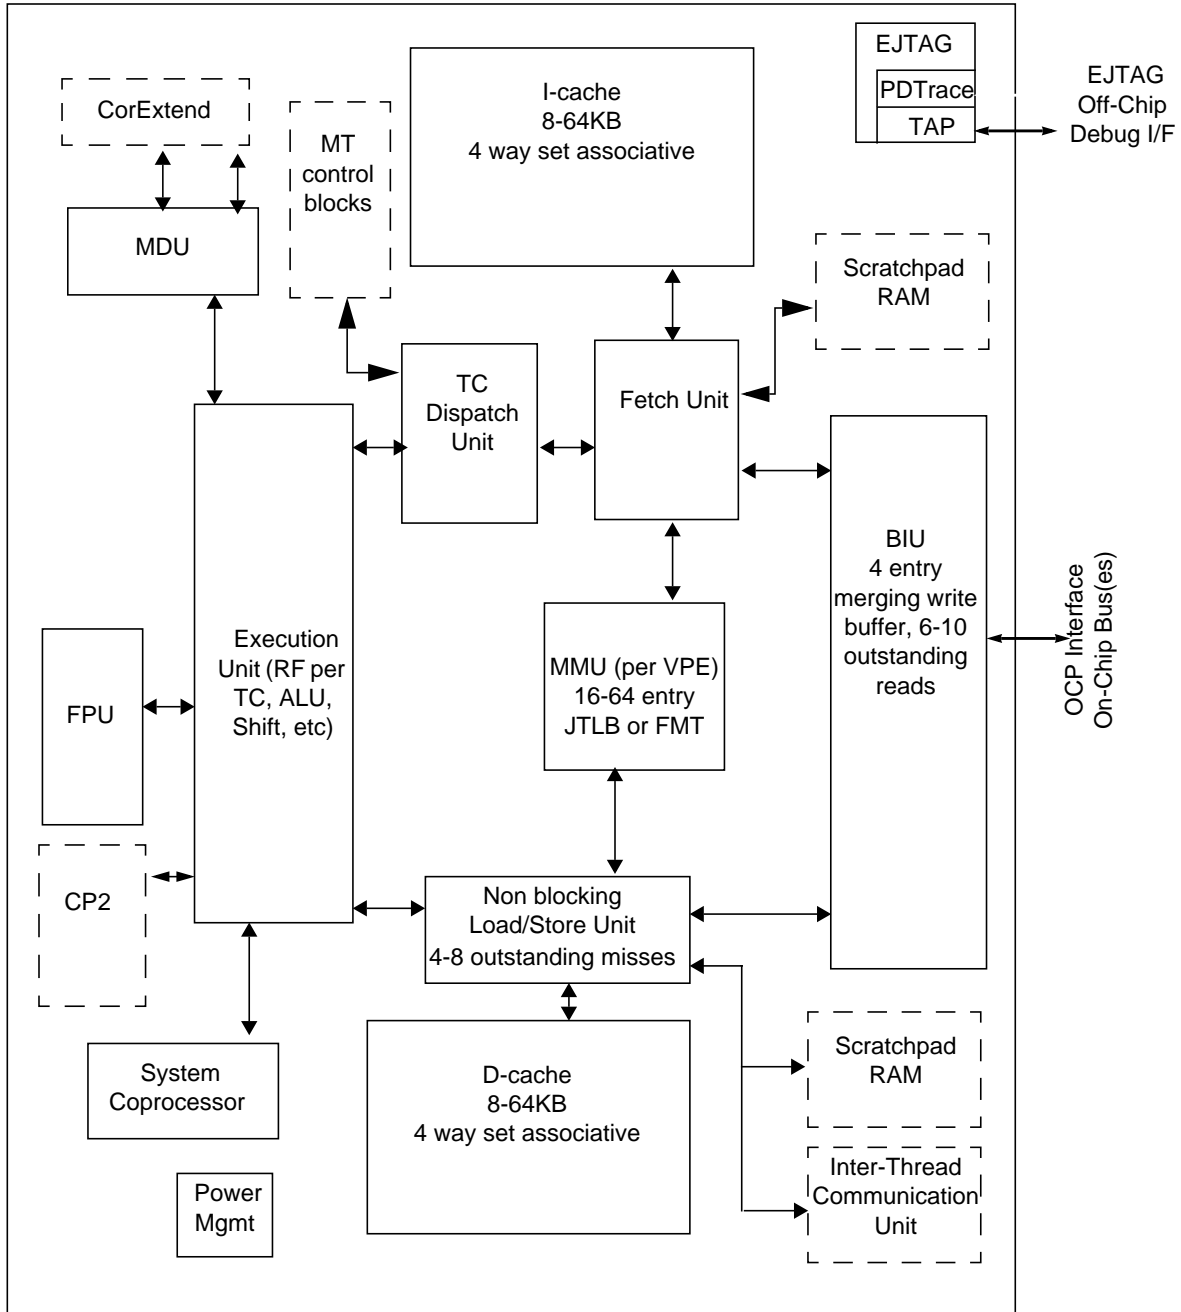 EJTAG
PDTrace
TAP
EJTAG
Off-Chip
Debug I/F
CorExtend
MT
control
blocks
I-cache
8-64KB
4 way set associative
MDU
Scratchpad
RAM
TC
Dispatch
Unit
Fetch Unit
BIU
4 entry
merging write
buffer, 6-10
outstanding
reads
OCP Interface
On-Chip Bus(es)
Execution
Unit (RF per
TC, ALU,
Shift, etc)
MMU (per VPE)
16-64 entry
JTLB or FMT
FPU
CP2
Non blocking
Load/Store Unit
4-8 outstanding misses
System
Coprocessor
D-cache
8-64KB
4 way set associative
Scratchpad
RAM
Inter-Thread
Communication
Unit
Power
Mgmt